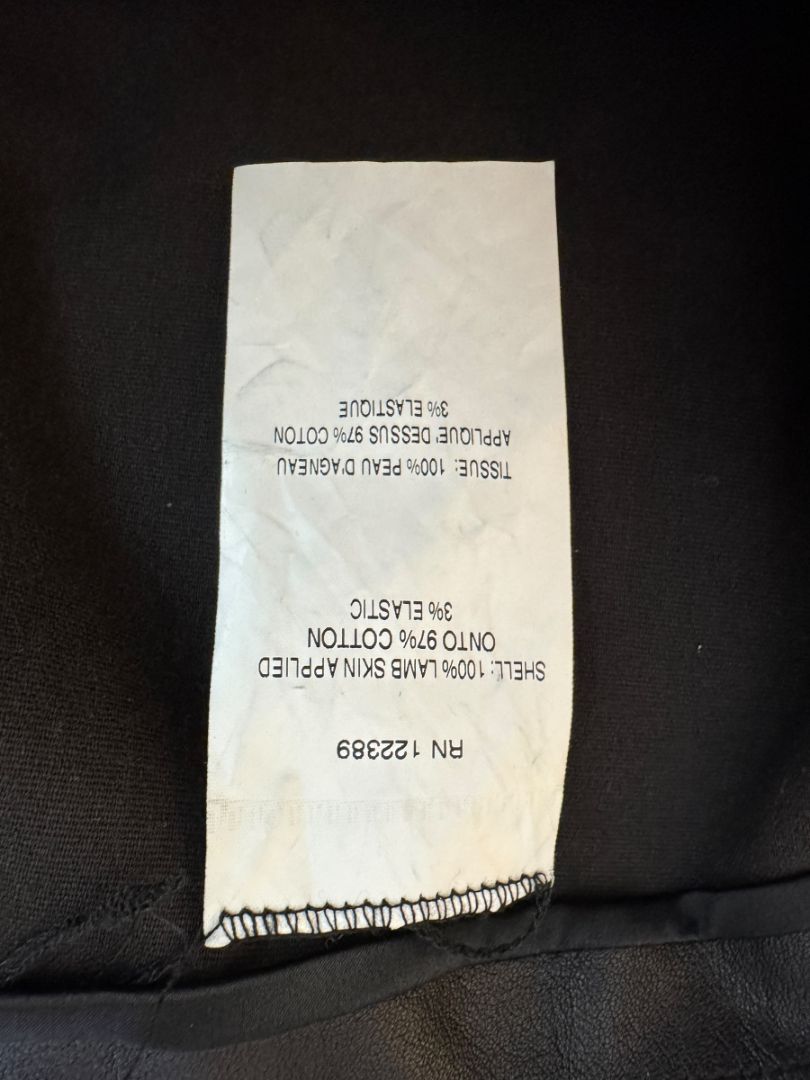 RN 122389
SHELL: 100% LAMB SKIN APPLIED
ONTO 97% COTTON
3% ELASTIC
TISSUE: 100% PEAU D'AGNEAU
APPLIQUE' DESSUS 97% COTON
3% ELASTIQUE